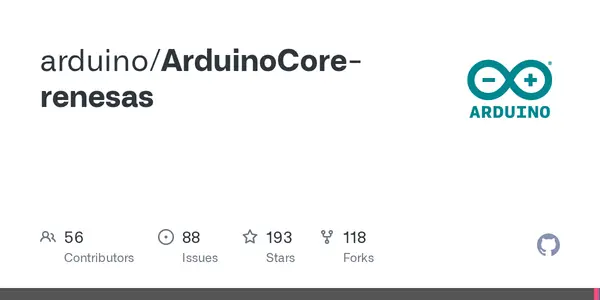 arduino/ArduinoCore-
renesas
ARDUINO
56
Contributors
88
Issues
193
Stars
118
Forks